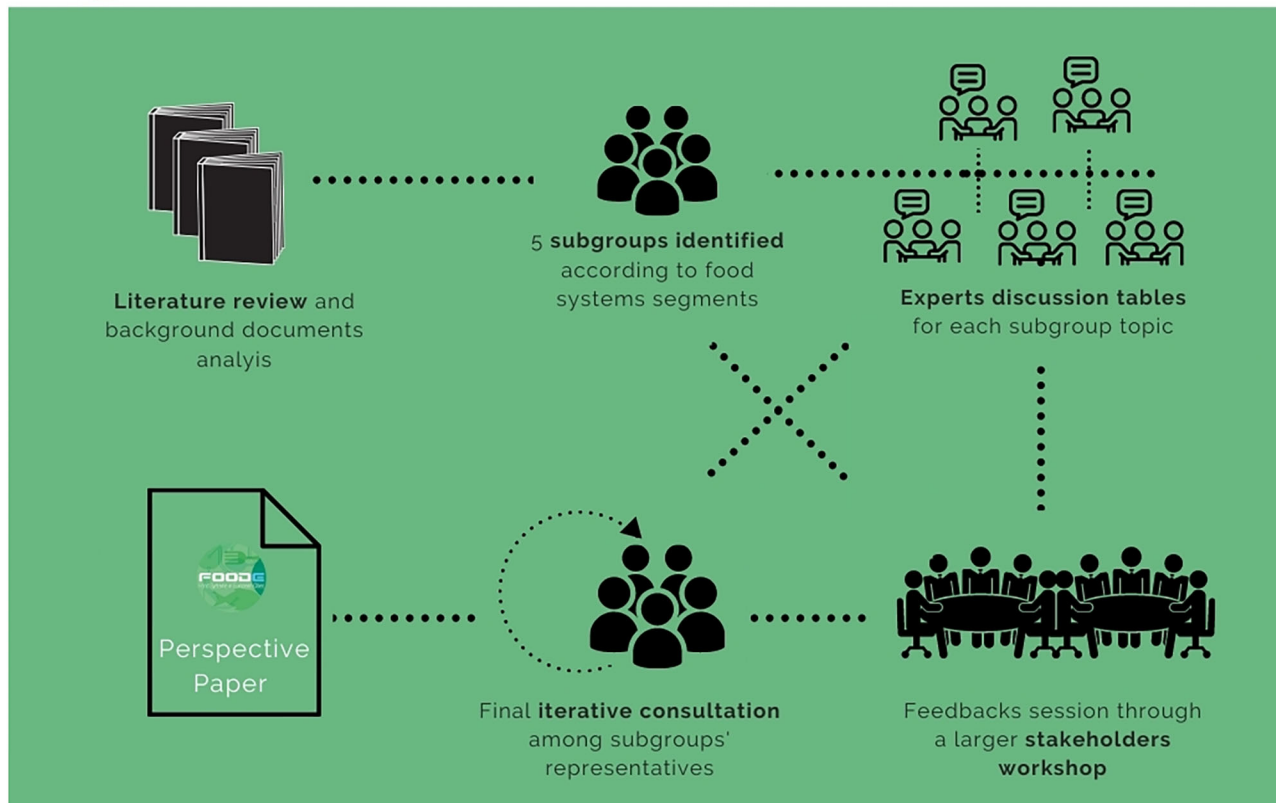 Literature review and
background documents
analyis
5 subgroups identified
according to food
systems segments
Experts discussion tables
for each subgroup topic
FOODE
Perspective
Paper
Final iterative consultation
among subgroups'
representatives
Feedbacks session through
a larger stakeholders
workshop